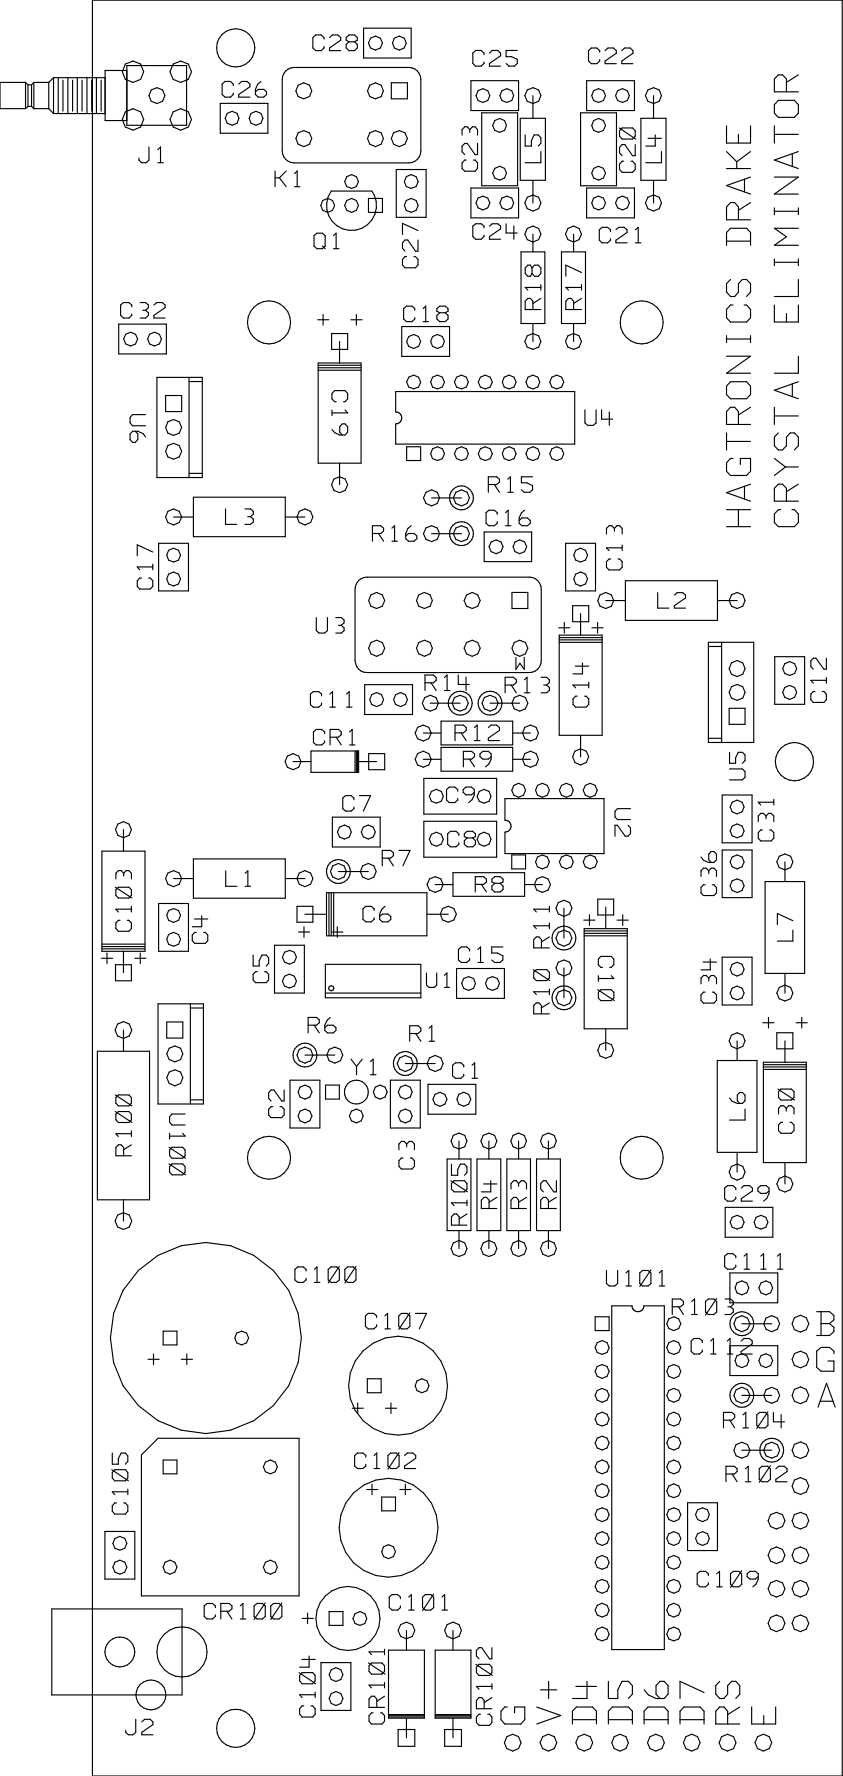 C28
C25
C22
C26
J1
K1
C23
L5
C20
L4
Q1
C27
C24
C21
R18
R17
HAGTRONICS DRAKE
CRYSTAL ELIMINATOR
C32
+ +
C18
U6
C19
U4
L3
R15
R16
C16
C17
C13
L2
U3
W
+ +
C14
C12
C11
R14
R13
R12
CR1
R9
U5
C9
C7
C8
U2
C31
R7
C36
C103
L1
R8
C4
C6
+ +
R11
+ +
L7
+ +
C5
U1
C15
R10
C10
C34
+ +
R6
R1
Y1
C1
C2
C3
R100
U100
L6
C30
R105
R4
R3
R2
C29
C100
U101
C111
R103
B
+ +
C107
C112
G
+ +
A
R104
C102
R102
+ +
C105
C109
CR100
+
C101
C104
CR101
CR102
J2
G
V+
D4
D5
D6
D7
RS
E